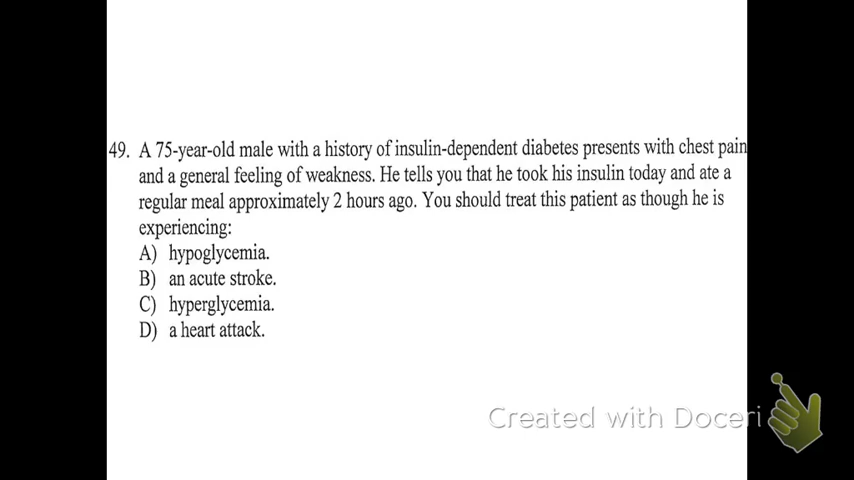 49. A 75-year-old male with a history of insulin-dependent diabetes presents with chest pain
and a general feeling of weakness. He tells you that he took his insulin today and ate a
regular meal approximately 2 hours ago. You should treat this patient as though he is
experiencing:
A) hypoglycemia.
B) an acute stroke.
C) hyperglycemia.
D) a heart attack.
Created with Doceri